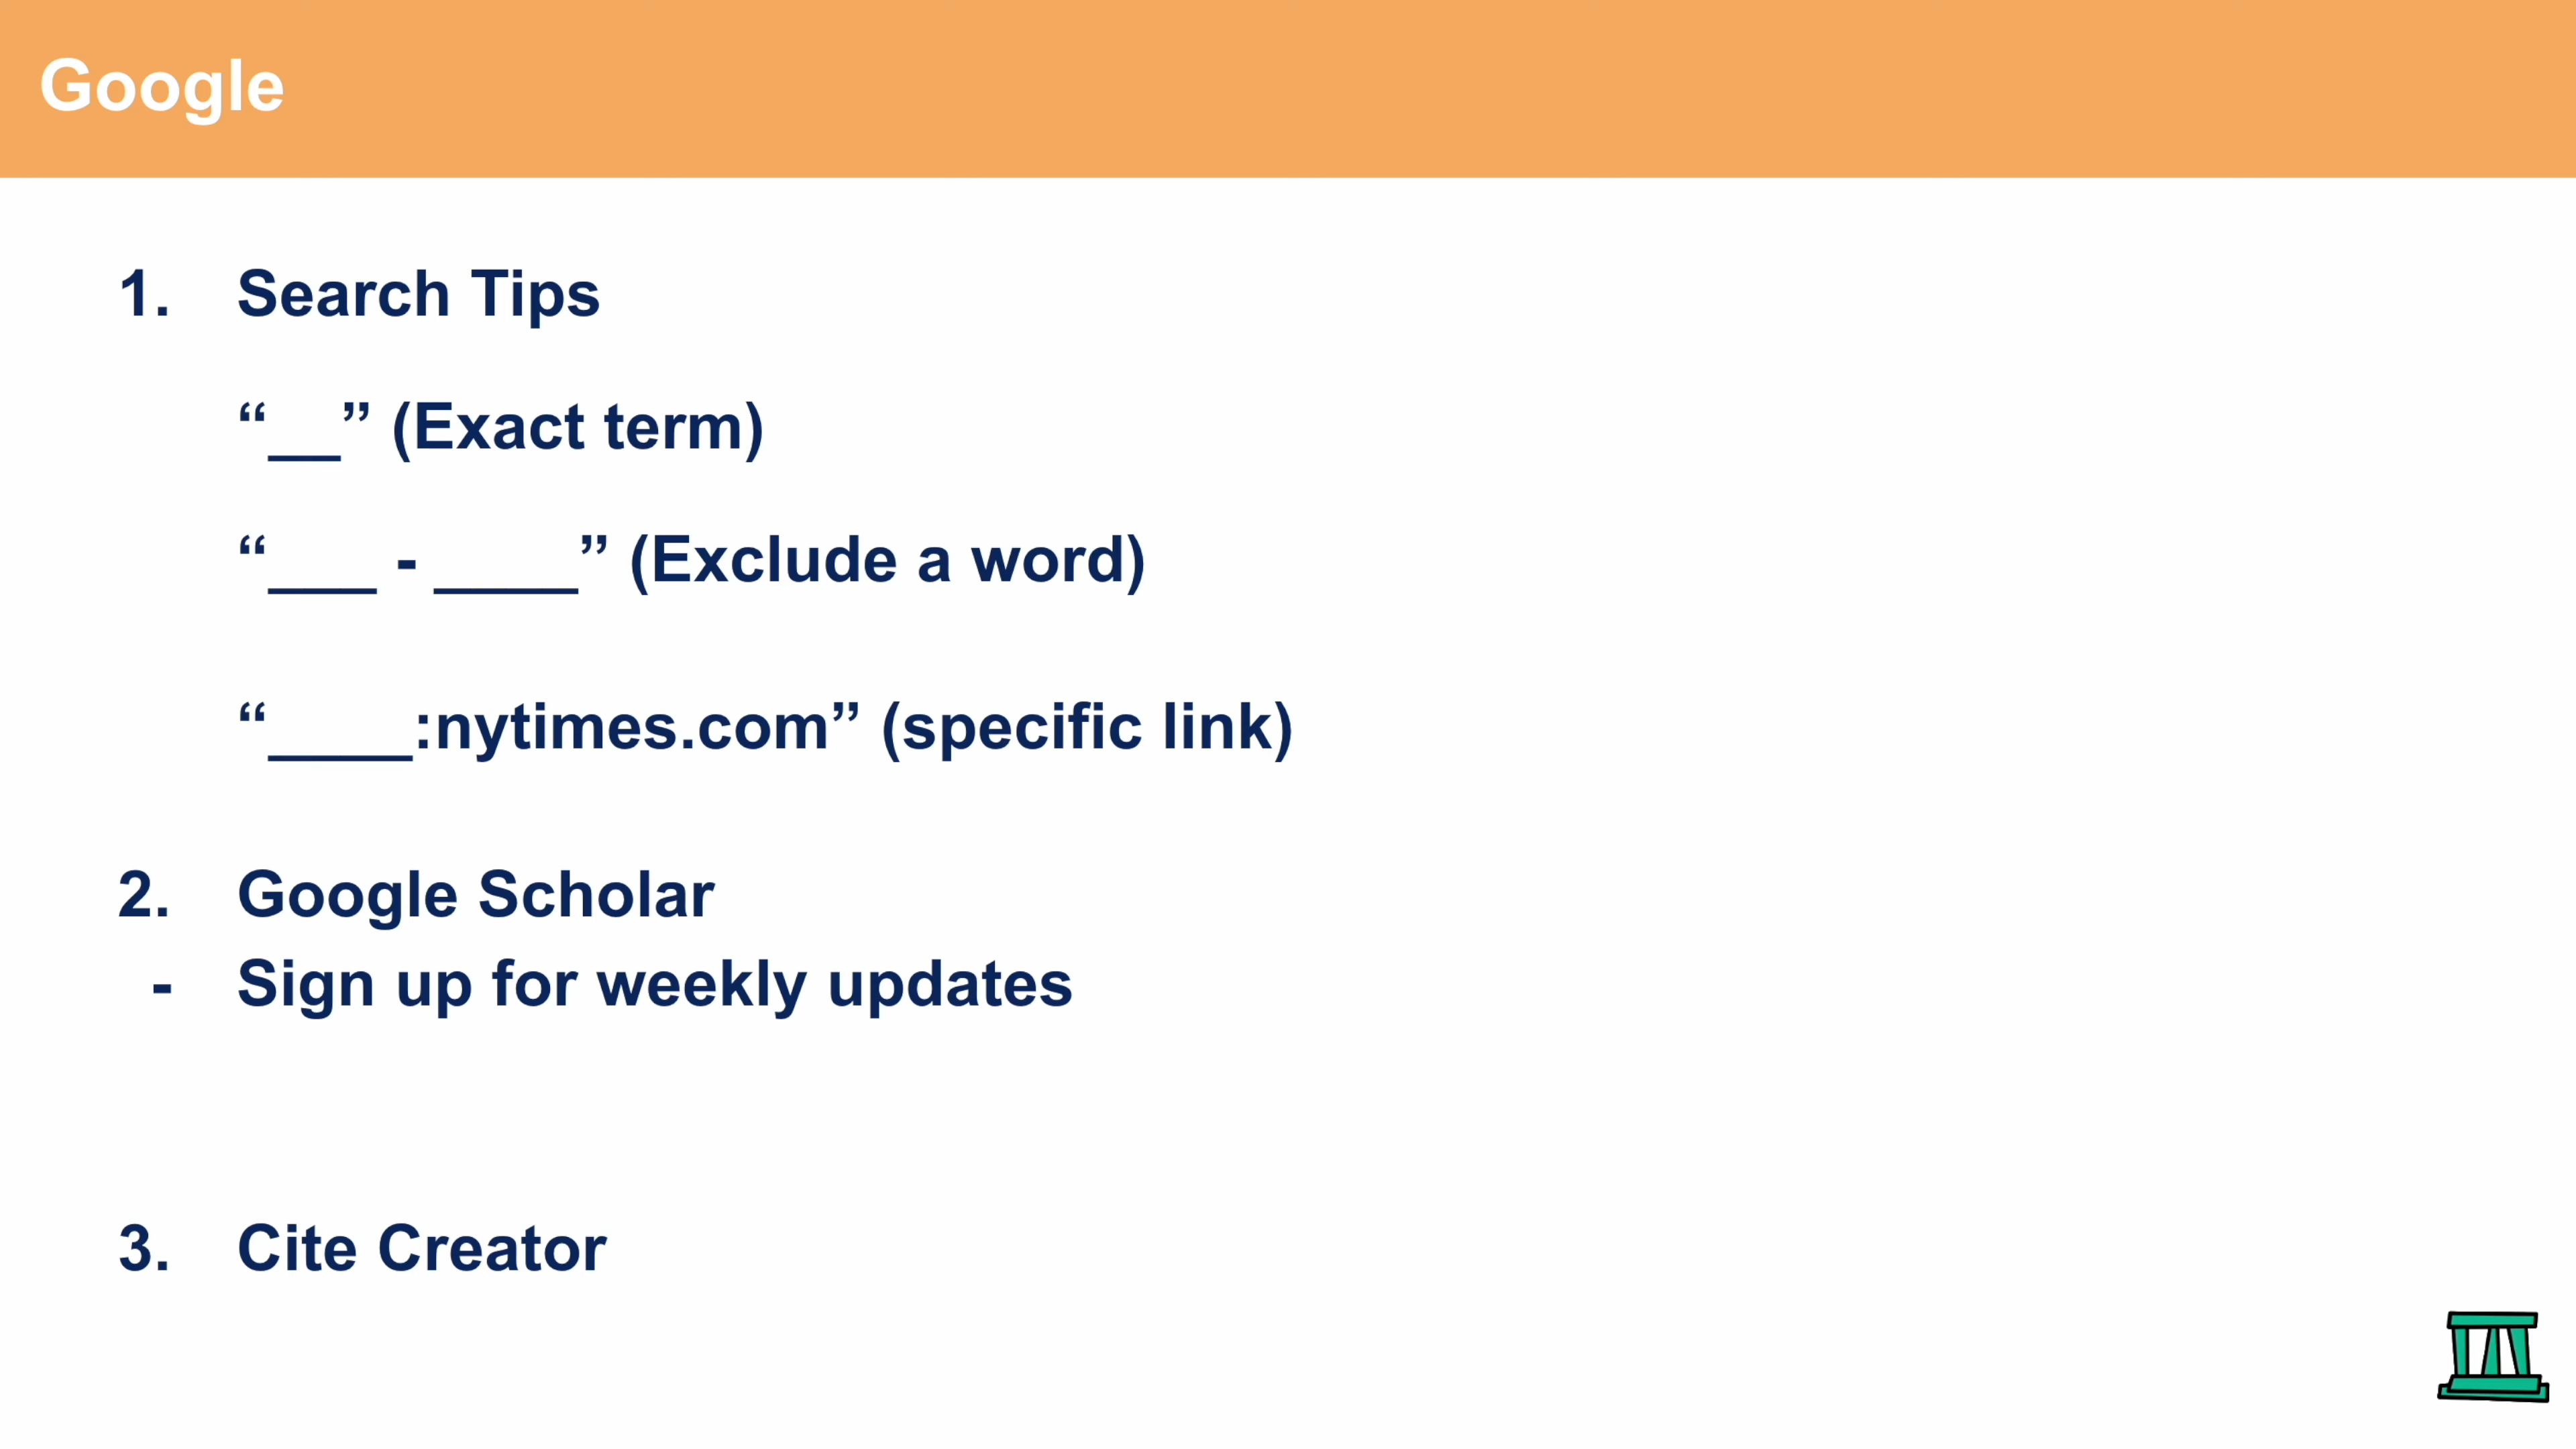 Google
1. Search Tips
“__” (Exact term)
“___ - ____” (Exclude a word)
“____:nytimes.com” (specific link)
2. Google Scholar
- Sign up for weekly updates
3. Cite Creator